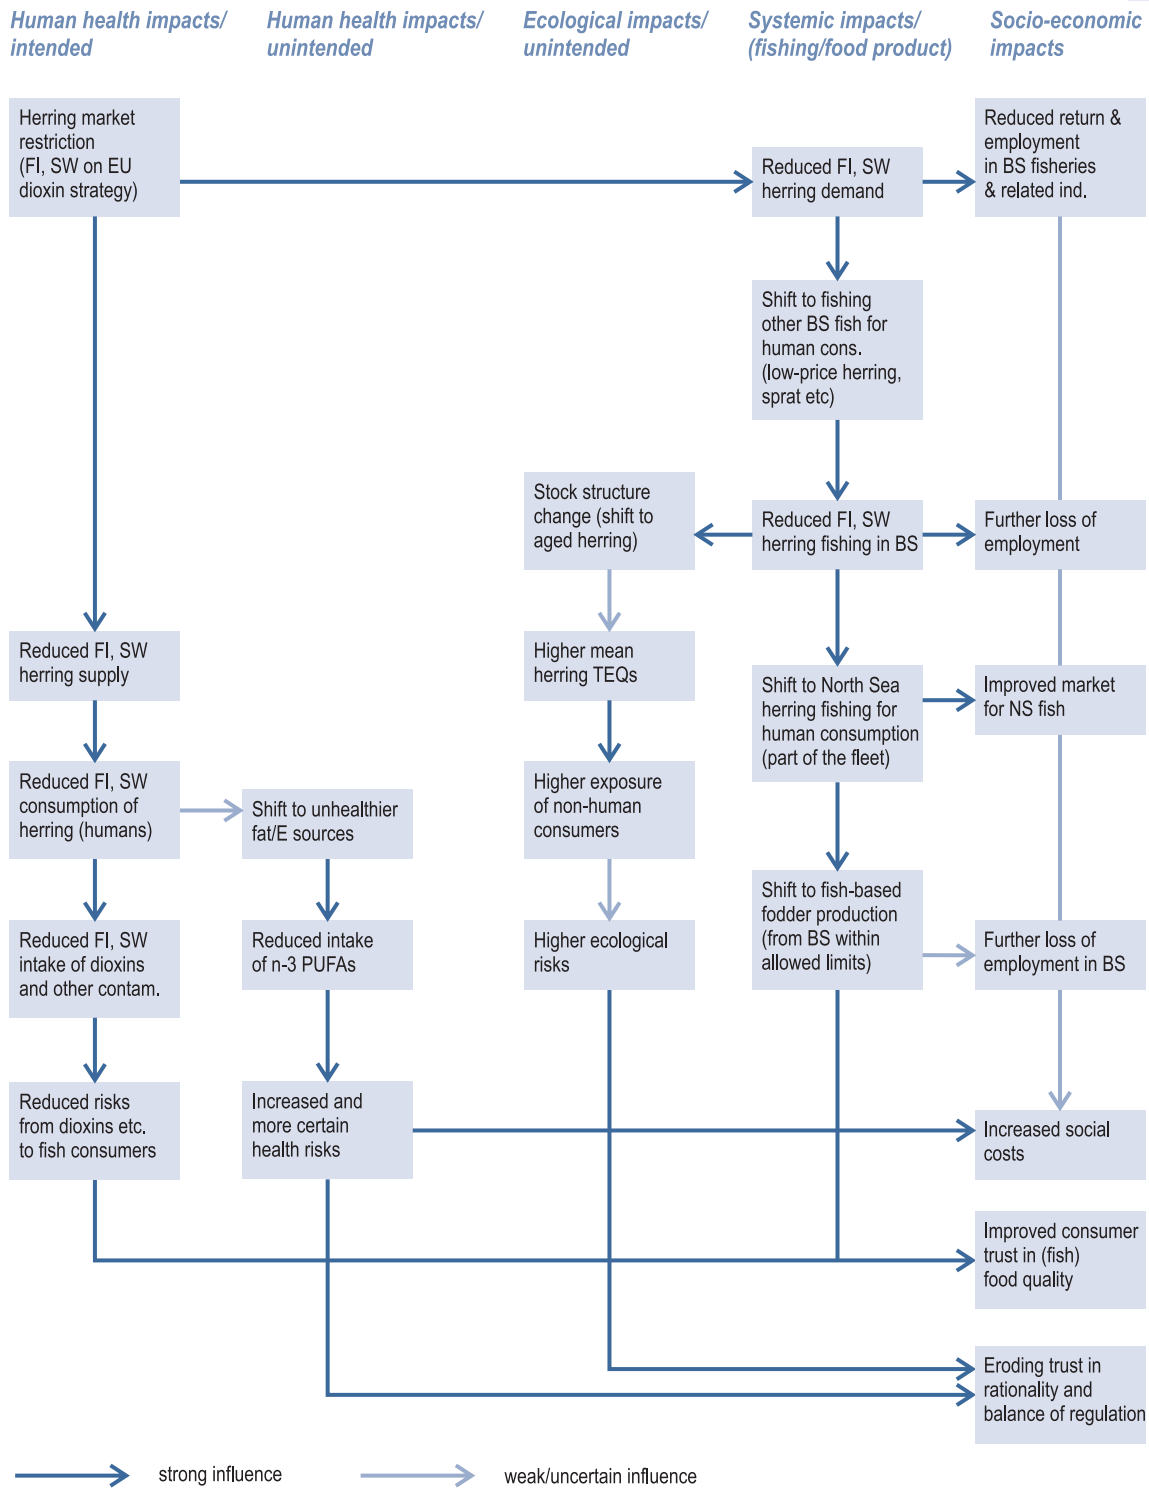 Human health impacts/
intended
Human health impacts/
unintended
Ecological impacts/
unintended
Systemic impacts/
(fishing/food product)
Socio-economic
impacts
Herring market
restriction
(FI, SW on EU
dioxin strategy)
Reduced FI, SW
herring demand
Reduced return &
employment
in BS fisheries
& related ind.
Shift to fishing
other BS fish for
human cons.
(low-price herring,
sprat etc)
Stock structure
change (shift to
aged herring)
Reduced FI, SW
herring fishing in BS
Further loss of
employment
Reduced FI, SW
herring supply
Higher mean
herring TEQs
Shift to North Sea
herring fishing for
human consumption
(part of the fleet)
Improved market
for NS fish
Reduced FI, SW
consumption of
herring (humans)
Shift to unhealthier
fat/E sources
Higher exposure
of non-human
consumers
Shift to fish-based
fodder production
(from BS within
allowed limits)
Reduced FI, SW
intake of dioxins
and other contam.
Reduced intake
of n-3 PUFAs
Higher ecological
risks
Further loss of
employment in BS
Reduced risks
from dioxins etc.
to fish consumers
Increased and
more certain
health risks
Increased social
costs
Improved consumer
trust in (fish)
food quality
Eroding trust in
rationality and
balance of regulation
strong influence
weak/uncertain influence